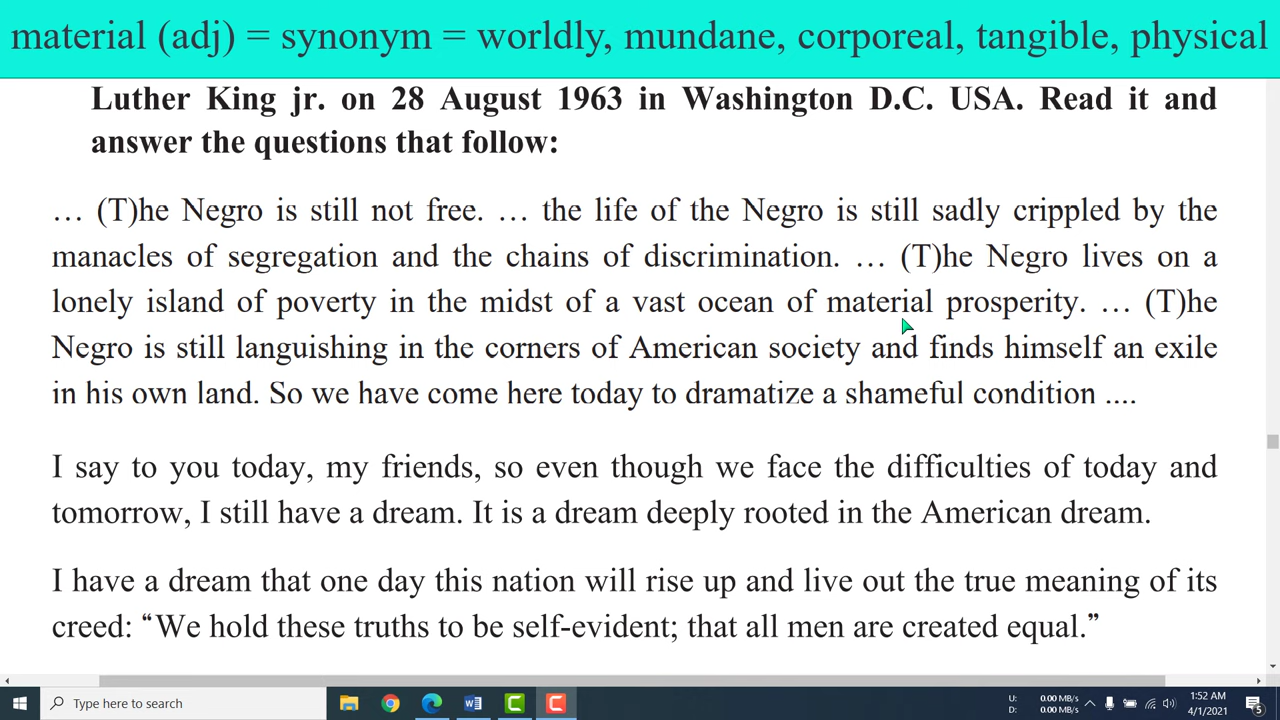 material (adj) = synonym = worldly, mundane, corporeal, tangible, physical
Luther King jr. on 28 August 1963 in Washington D.C. USA. Read it and
answer the questions that follow:
… (T)he Negro is still not free. … the life of the Negro is still sadly crippled by the
manacles of segregation and the chains of discrimination. … (T)he Negro lives on a
lonely island of poverty in the midst of a vast ocean of material prosperity. … (T)he
Negro is still languishing in the corners of American society and finds himself an exile
in his own land. So we have come here today to dramatize a shameful condition ....
I say to you today, my friends, so even though we face the difficulties of today and
tomorrow, I still have a dream. It is a dream deeply rooted in the American dream.
I have a dream that one day this nation will rise up and live out the true meaning of its
creed: “We hold these truths to be self-evident; that all men are created equal.”
Type here to search
U: 0.00 MB/s
D: 0.00 MB/s
1:52 AM
4/1/2021
5